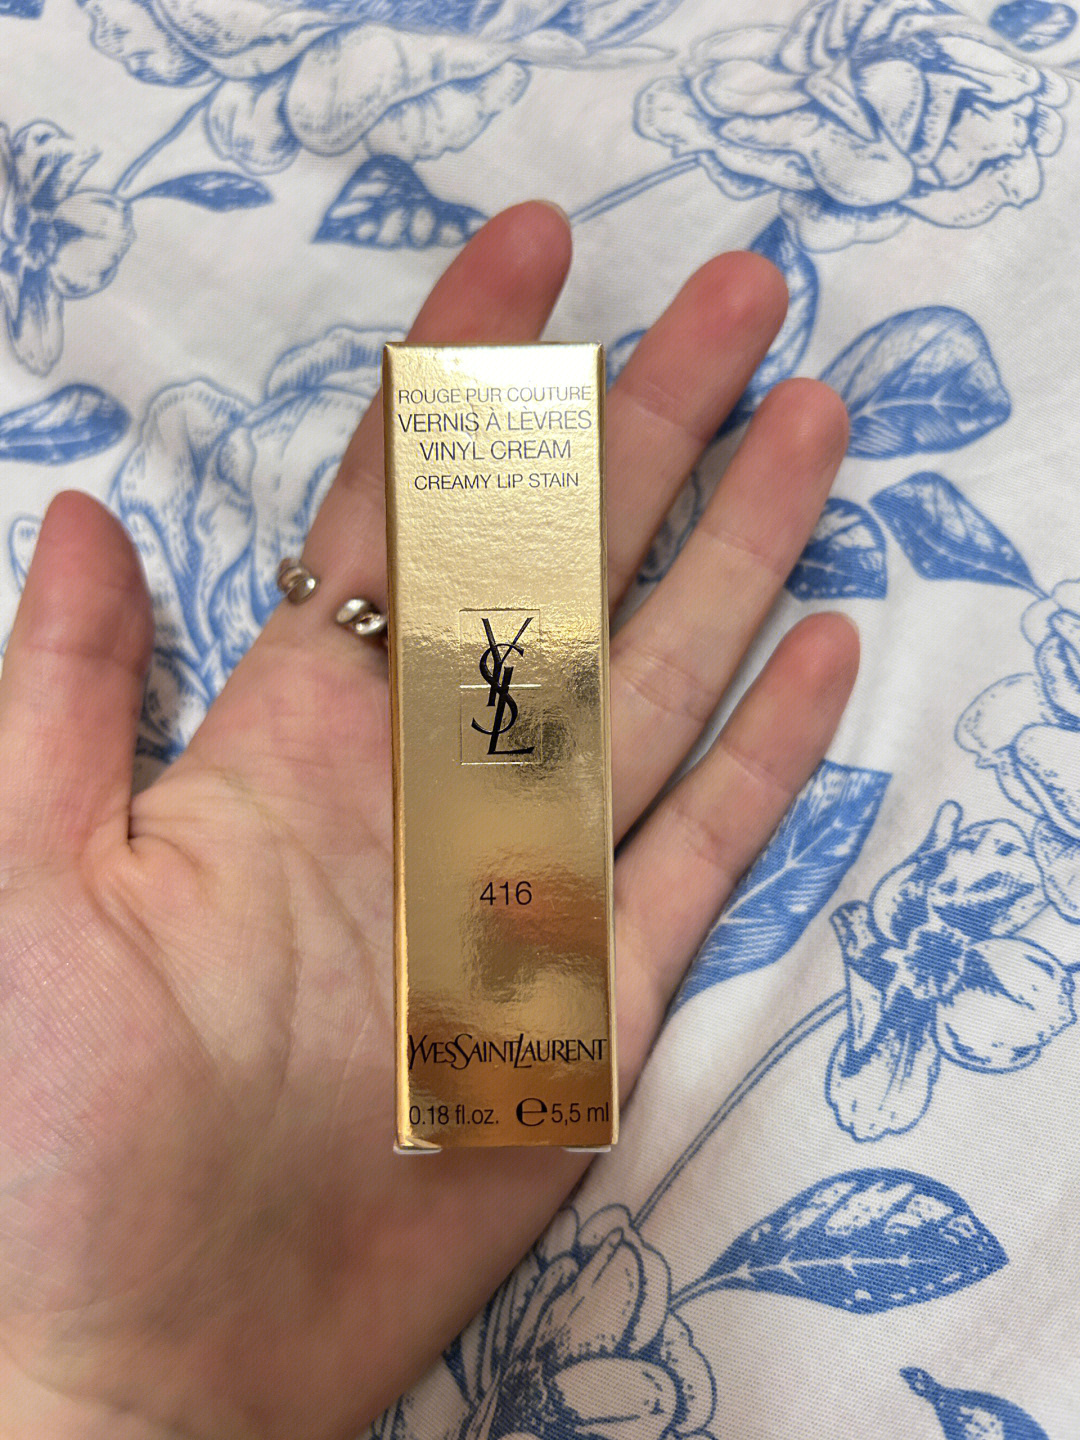 ROUGE PUR COUTURE
VERNIS À LÈVRES
VINYL CREAM
CREAMY LIP STAIN
YSL
416
YVESSAINTLAURENT
0.18 fl.oz. ℮ 5,5 ml